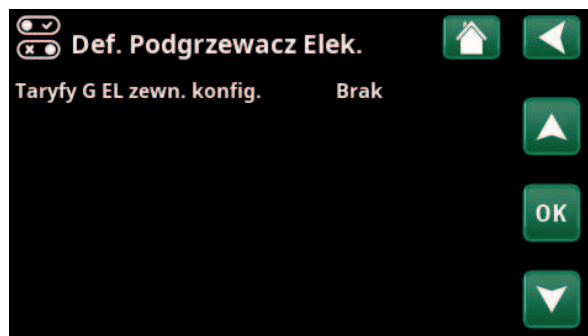 Def. Podgrzewacz Elek.
Taryfy G EL zewn. konfig. Brak
OK